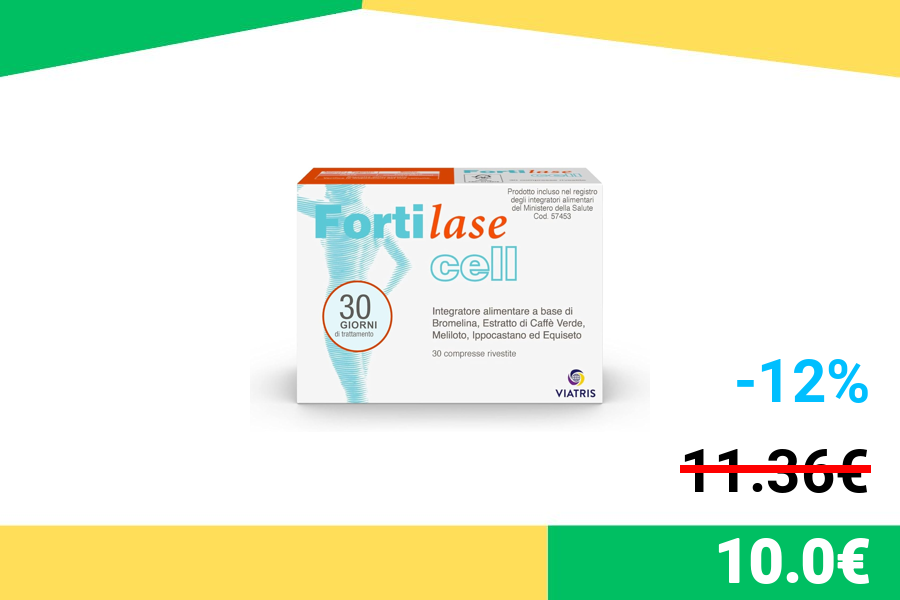 Fortilase
Prodotto incluso nel registro
degli integratori alimentari
del Ministero della Salute
Cod. 57453
Fortilase
cell
30
GIORNI
di trattamento
Integratore alimentare a base di
Bromelina, Estratto di Caffè Verde,
Meliloto, Ippocastano ed Equiseto
30 compresse rivestite
VIATRIS
-12%
11.36€
10.0€